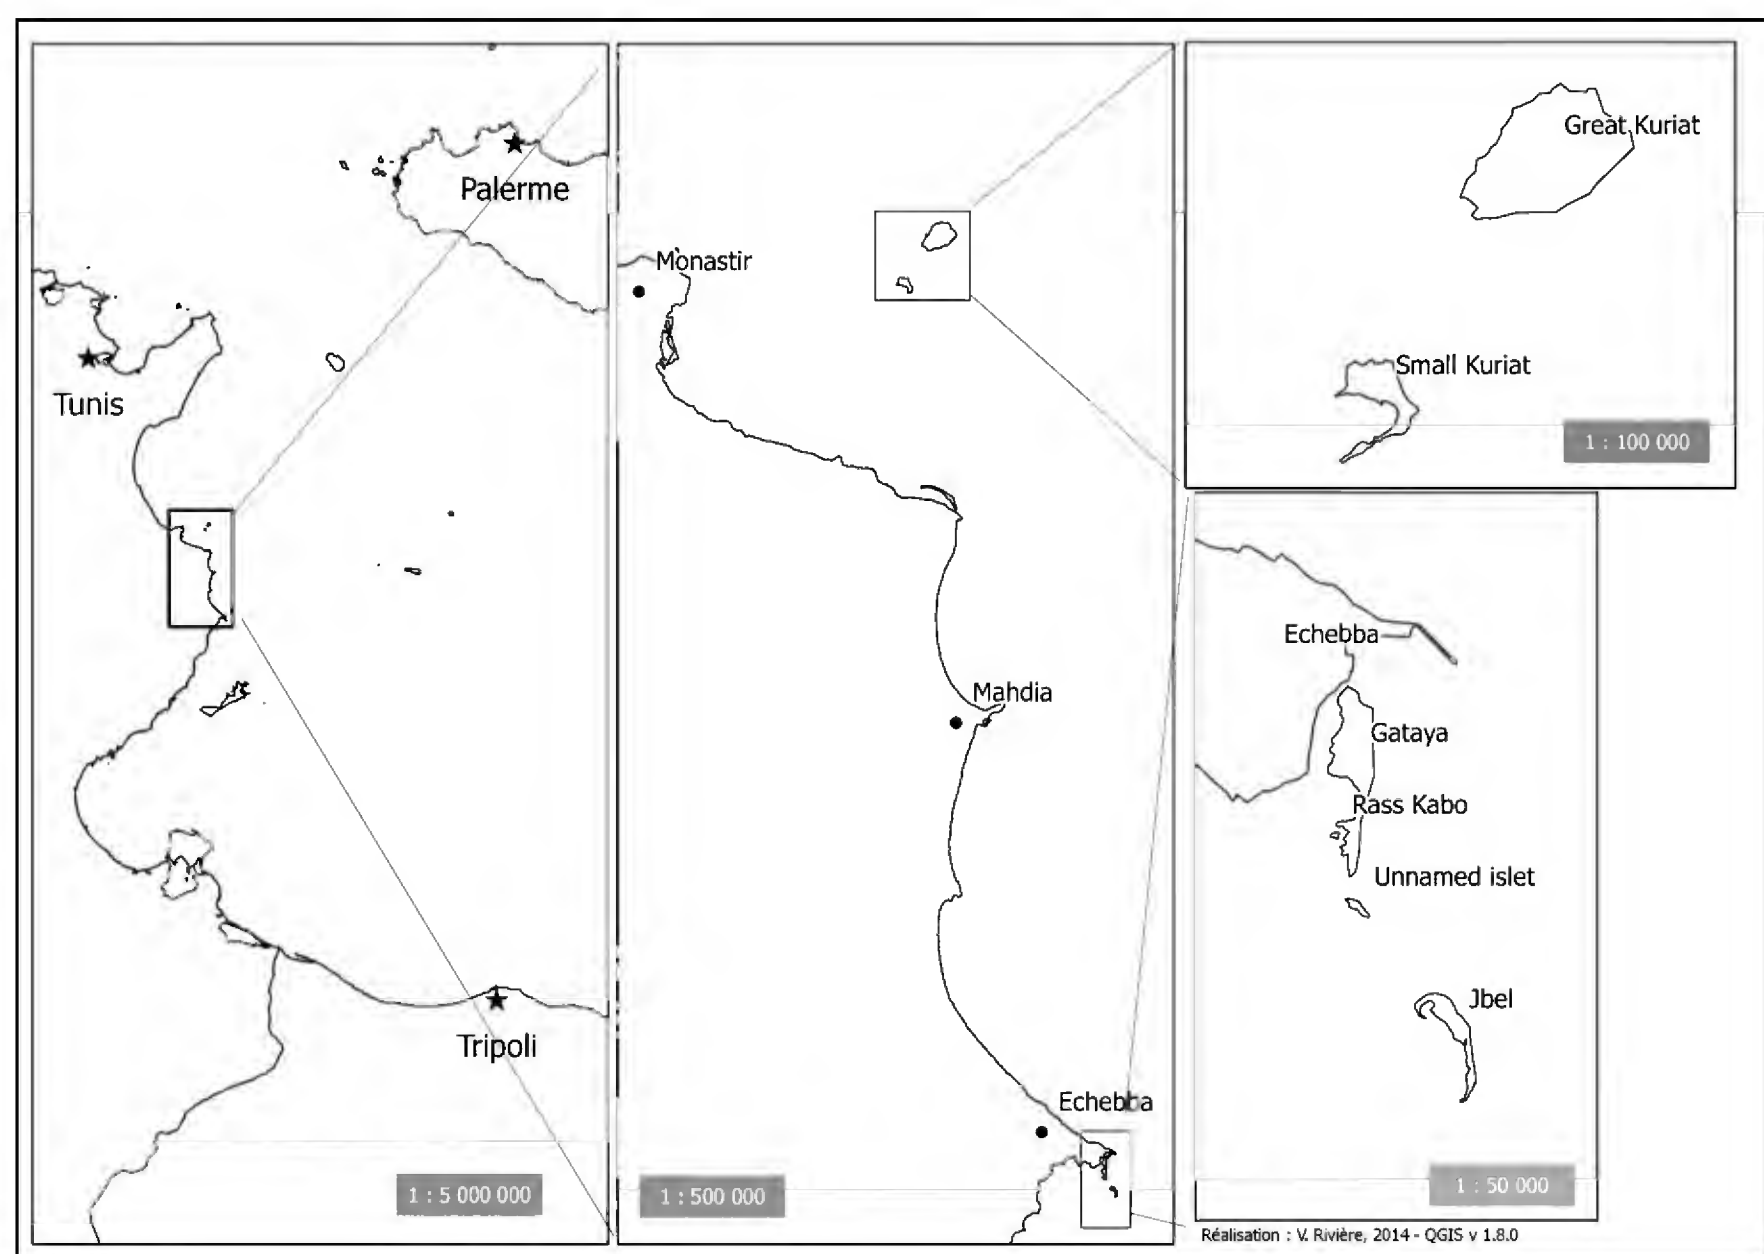 Palerme
Tunis
Tripoli
1 : 5 000 000
Monastir
Mahdia
Echebba
1 : 500 000
Great Kuriat
Small Kuriat
1 : 100 000
Echebba
Gataya
Rass Kabo
Unnamed islet
Jbel
1 : 50 000
Réalisation : V. Rivière, 2014 - QGIS v 1.8.0